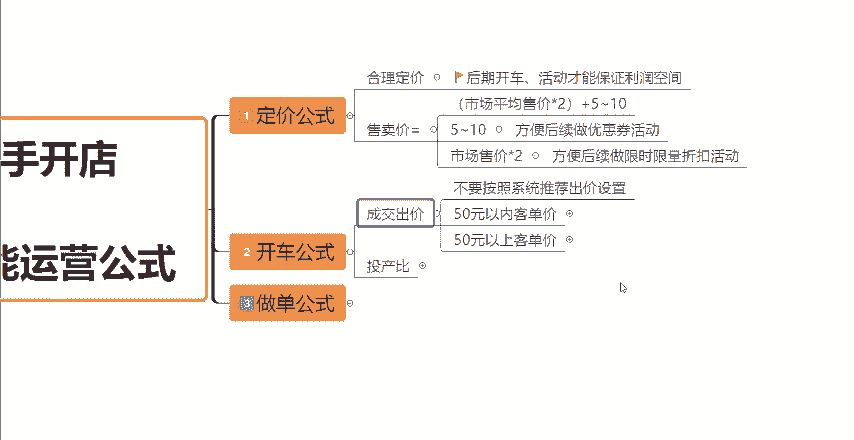 手开店
能运营公式
1 定价公式
合理定价
后期开车、活动才能保证利润空间
售卖价=
（市场平均售价*2）+5~10
5~10
方便后续做优惠券活动
市场售价*2
方便后续做限时限量折扣活动
2 开车公式
成交出价
不要按照系统推荐出价设置
50元以内客单价
50元以上客单价
投产比
3 做单公式